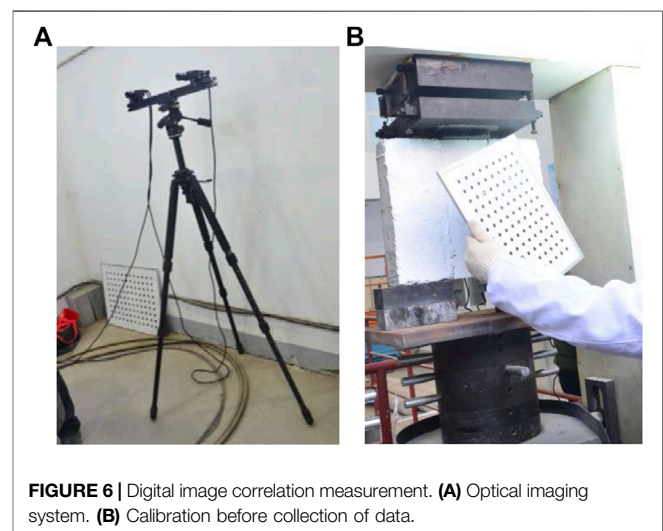 A
B
FIGURE 6 | Digital image correlation measurement. (A) Optical imaging
system. (B) Calibration before collection of data.